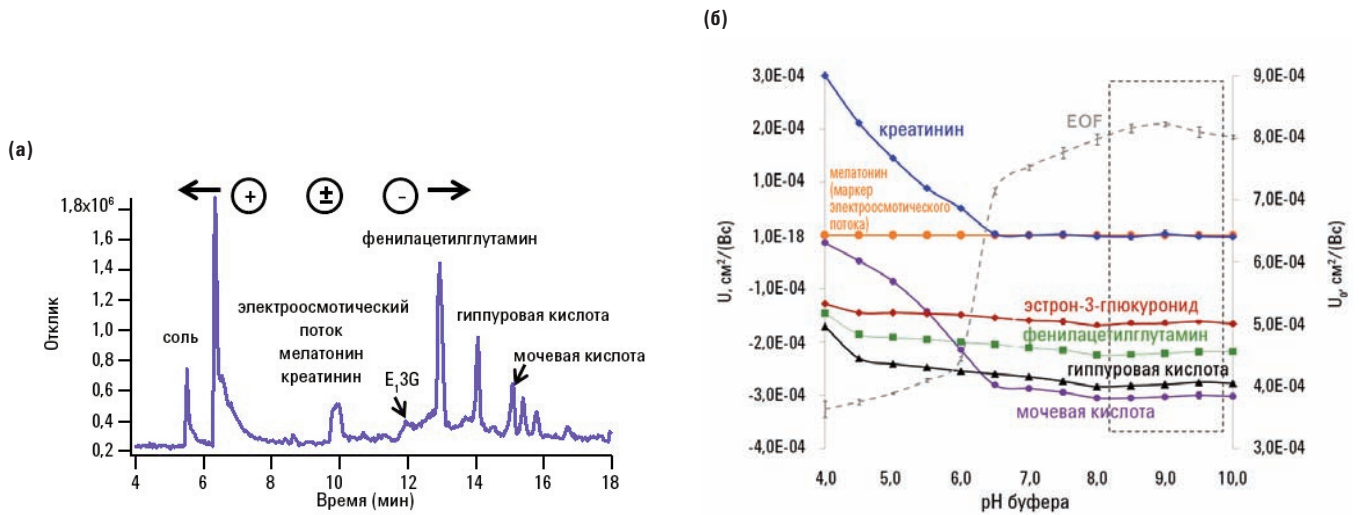 (а)
+
±
–
1,8x10⁶
1,6
1,4
1,2
1,0
0,8
0,6
0,4
0,2
Отклик
соль
электроосмотический
поток
мелатонин
креатинин
E₁3G
фенилацетилглутамин
гиппуровая кислота
мочевая кислота
4
6
8
10
12
14
16
18
Время (мин)
(б)
3,0E-04
2,0E-04
1,0E-04
1,0E-18
-1,0E-04
-2,0E-04
-3,0E-04
-4,0E-04
U, см²/(Вс)
креатинин
EOF
мелатонин
(маркер
электроосмотического
потока)
эстрон-3-глюкуронид
фенилацетилглутамин
гиппуровая кислота
мочевая кислота
9,0E-04
8,0E-04
7,0E-04
6,0E-04
5,0E-04
4,0E-04
3,0E-04
U₀, см²/(Вс)
4,0
5,0
6,0
7,0
8,0
9,0
10,0
pH буфера